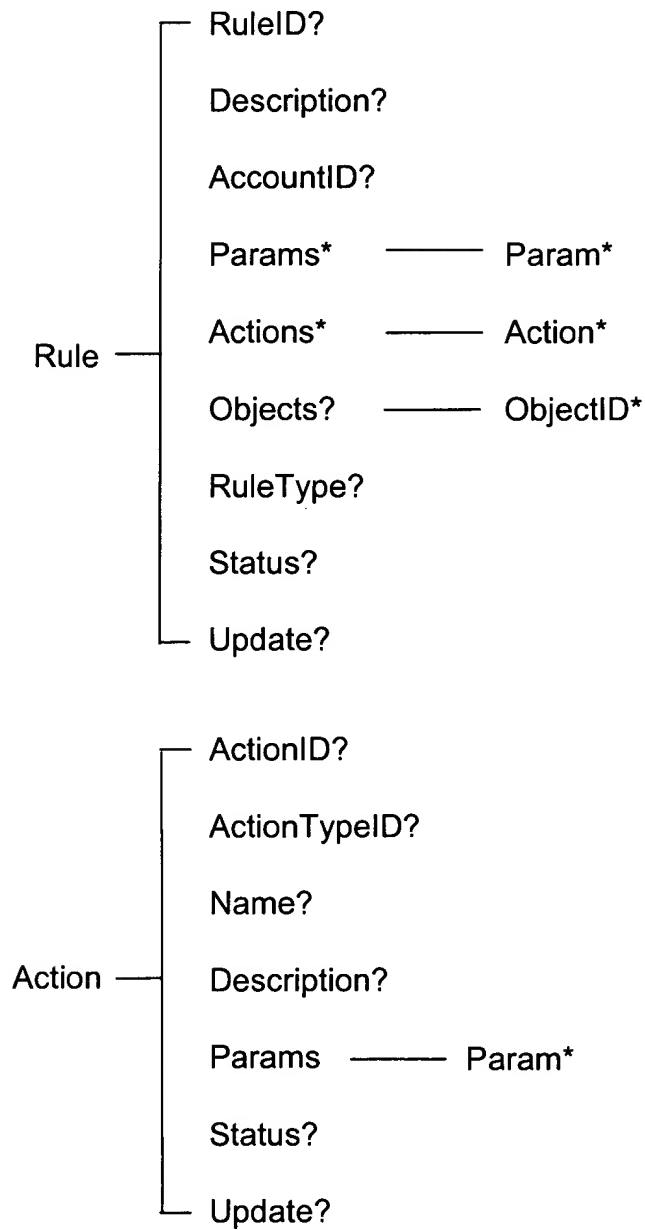 RuleID?
Description?
AccountID?
Params* Param*
Actions* Action*
Rule
Objects? ObjectID*
RuleType?
Status?
Update?
ActionID?
ActionTypeID?
Name?
Action Description?
Params Param*
Status?
Update?